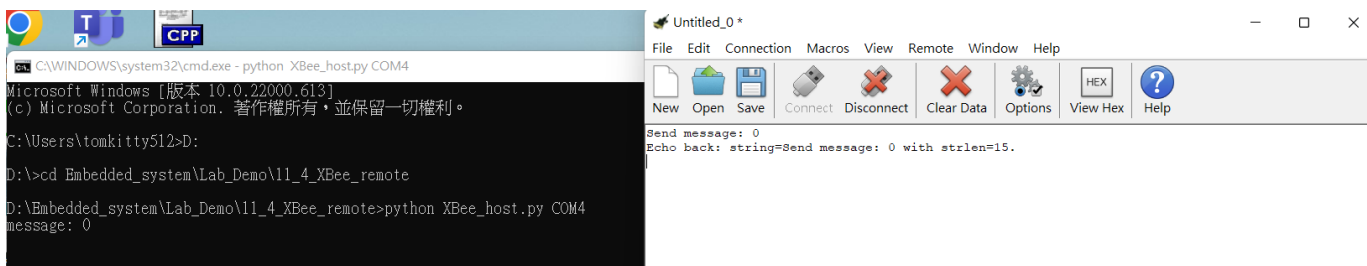 T
CPP
C:\WINDOWS\system32\cmd.exe - python  XBee_host.py COM4
Microsoft Windows [版本 10.0.22000.613]
(c) Microsoft Corporation. 著作權所有，並保留一切權利。
C:\Users\tomkitty512>D:
D:\>cd Embedded_system\Lab_Demo\11_4_XBee_remote
D:\Embedded_system\Lab_Demo\11_4_XBee_remote>python XBee_host.py COM4
message: 0
Untitled_0 *
File Edit Connection Macros View Remote Window Help
HEX
New Open Save Connect Disconnect Clear Data Options View Hex Help
Send message: 0
Echo back: string=Send message: 0 with strlen=15.